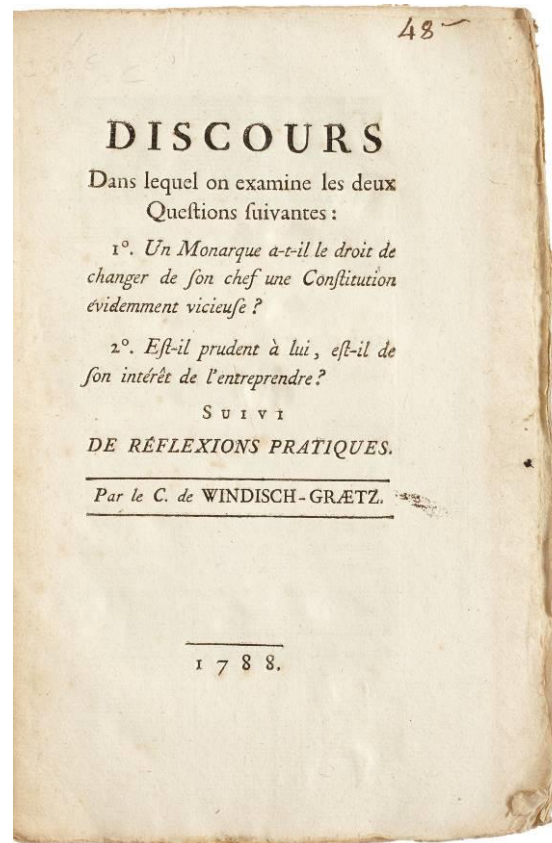 48
DISCOURS
Dans lequel on examine les deux
Queſtions ſuivantes :
1°. Un Monarque a-t-il le droit de
changer de ſon chef une Conſtitution
évidemment vicieuſe ?
2°. Eſt-il prudent à lui, eſt-il de
ſon intérêt de l'entreprendre ?
SUIVI
DE RÉFLEXIONS PRATIQUES.
Par le C. de WINDISCH-GRÆTZ.
1788.